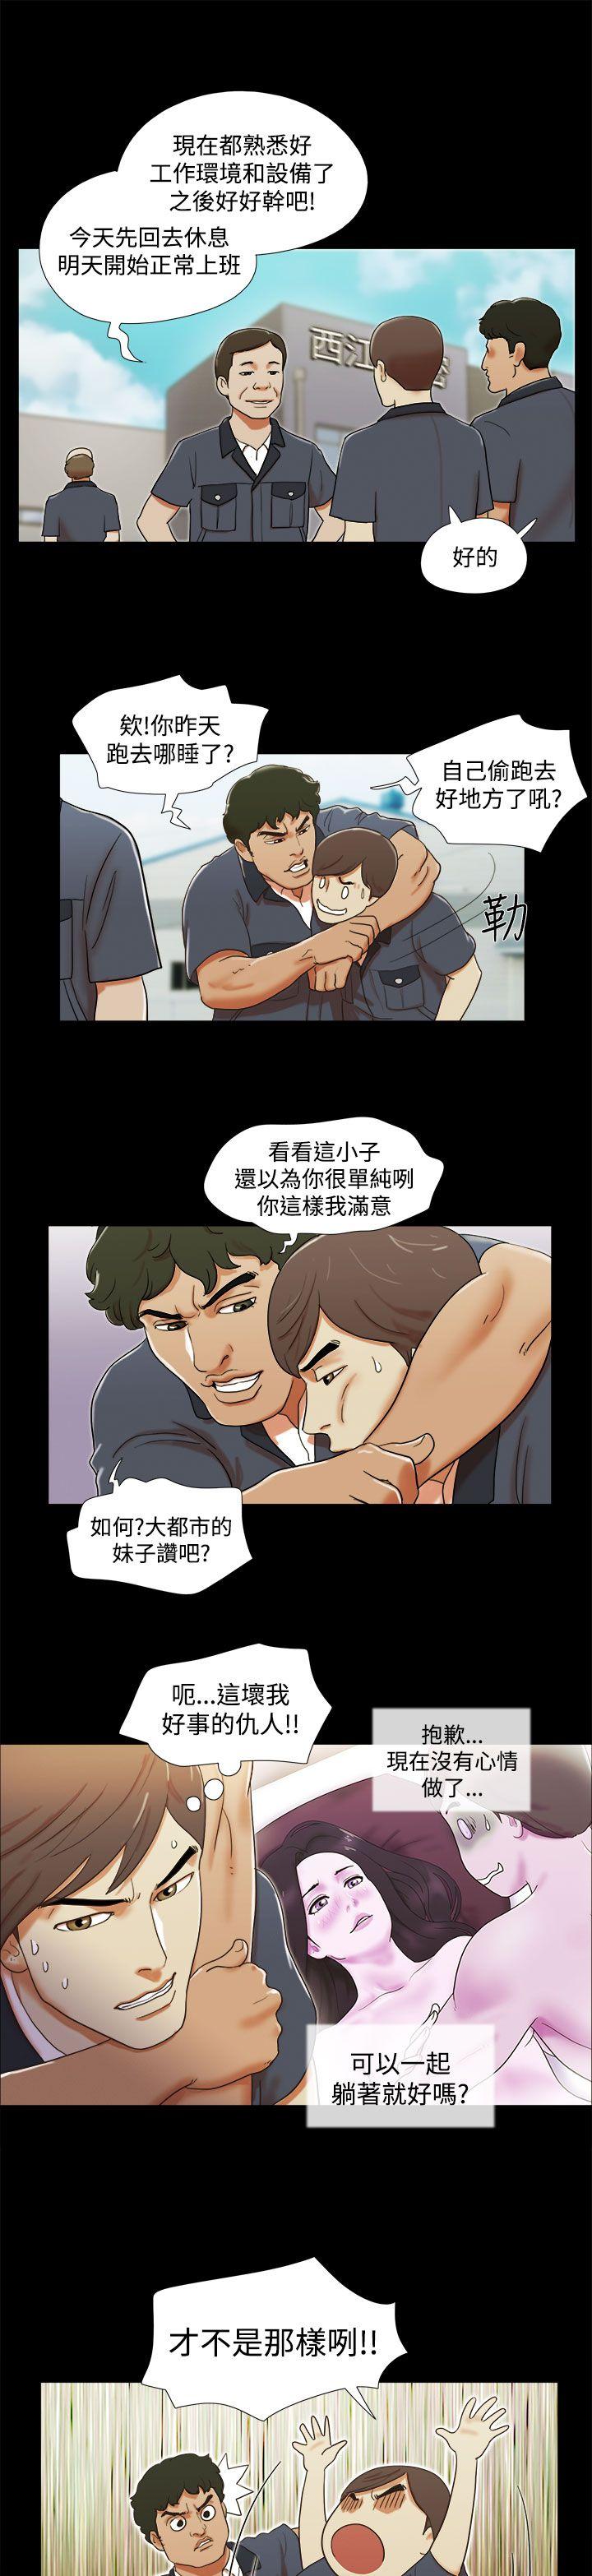 現在都熟悉好
工作環境和設備了
之後好好幹吧!
今天先回去休息
明天開始正常上班
西江
好的
欸!你昨天
跑去哪睡了?
自己偷跑去
好地方了吼?
勒
看看這小子
還以為你很單純咧
你這樣我滿意
如何?大都市的
妹子讚吧?
呃...這壞我
好事的仇人!!
抱歉...
現在沒有心情
做了...
可以一起
躺著就好嗎?
才不是那樣咧!!